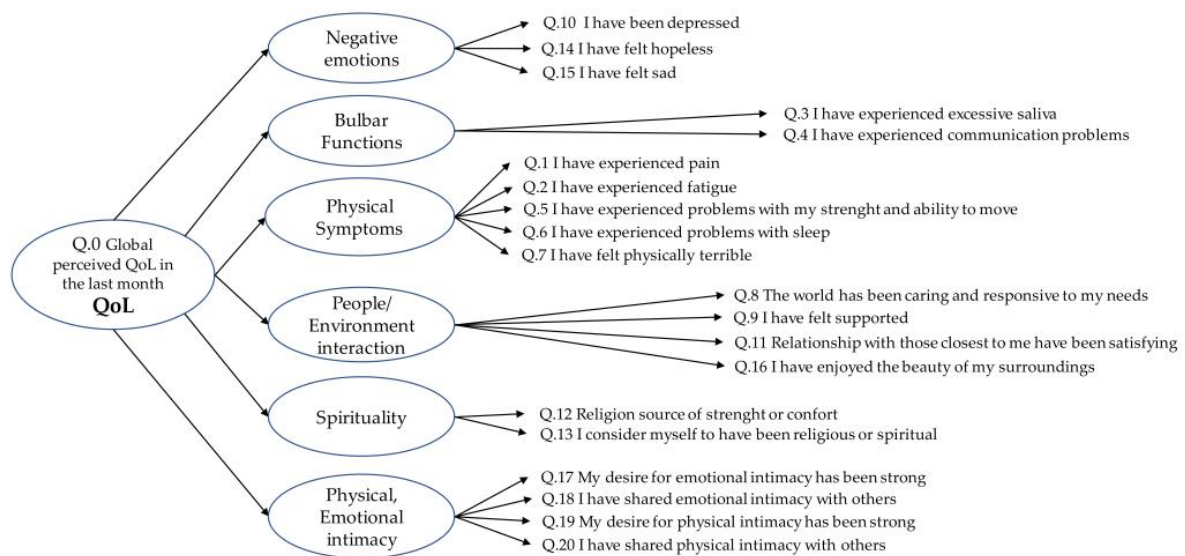 Q.0 Global
perceived QoL in
the last month
QoL
Negative
emotions
Q.10 I have been depressed
Q.14 I have felt hopeless
Q.15 I have felt sad
Bulbar
Functions
Q.3 I have experienced excessive saliva
Q.4 I have experienced communication problems
Physical
Symptoms
Q.1 I have experienced pain
Q.2 I have experienced fatigue
Q.5 I have experienced problems with my strenght and ability to move
Q.6 I have experienced problems with sleep
Q.7 I have felt physically terrible
People/
Environment
interaction
Q.8 The world has been caring and responsive to my needs
Q.9 I have felt supported
Q.11 Relationship with those closest to me have been satisfying
Q.16 I have enjoyed the beauty of my surroundings
Spirituality
Q.12 Religion source of strenght or confort
Q.13 I consider myself to have been religious or spiritual
Physical,
Emotional
intimacy
Q.17 My desire for emotional intimacy has been strong
Q.18 I have shared emotional intimacy with others
Q.19 My desire for physical intimacy has been strong
Q.20 I have shared physical intimacy with others